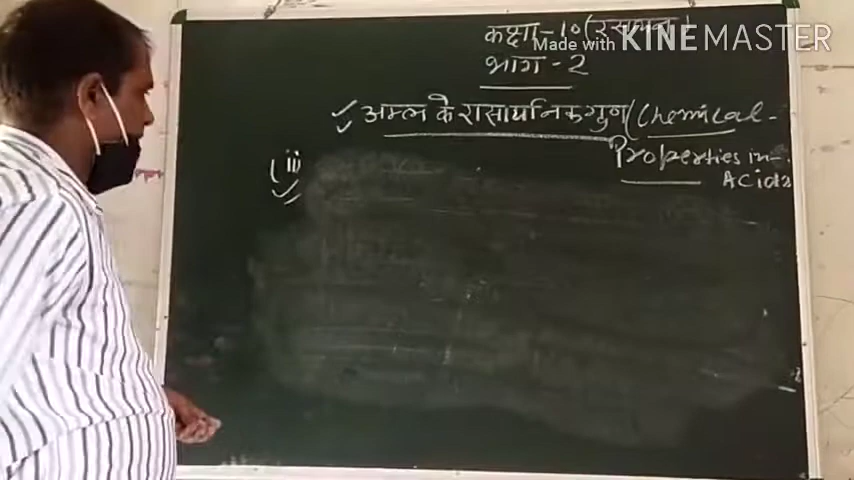 कक्षा-10 (रसायन)
Made with KINEMASTER
भाग-2
अम्ल के रासायनिक गुण (Chemical-
Properties in-
Acids
(ii